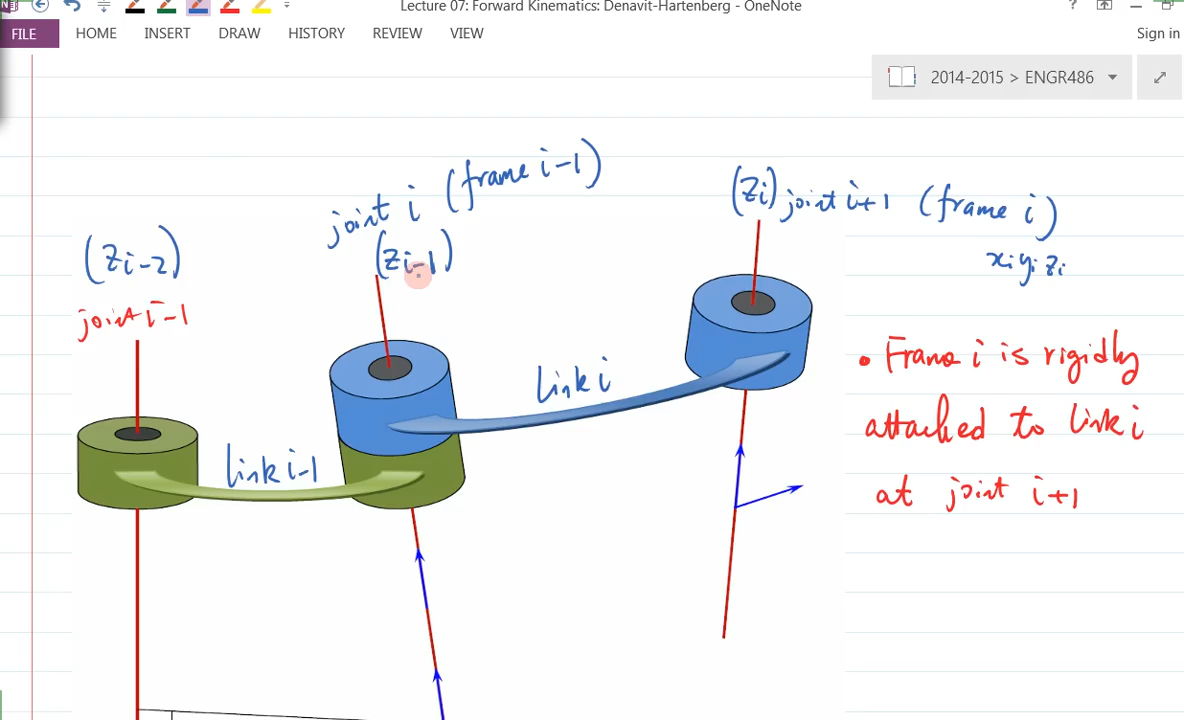 Lecture 07: Forward Kinematics: Denavit-Hartenberg - OneNote
?
FILE HOME INSERT DRAW HISTORY REVIEW VIEW
Sign in
2014-2015 > ENGR486
joint i (frame i-1)
(Zi-1)
(Zi) joint i+1 (frame i)
xi yi zi
(Zi-2)
joint i-1
link i
link i-1
• Frame i is rigidly
attached to link i
at joint i+1